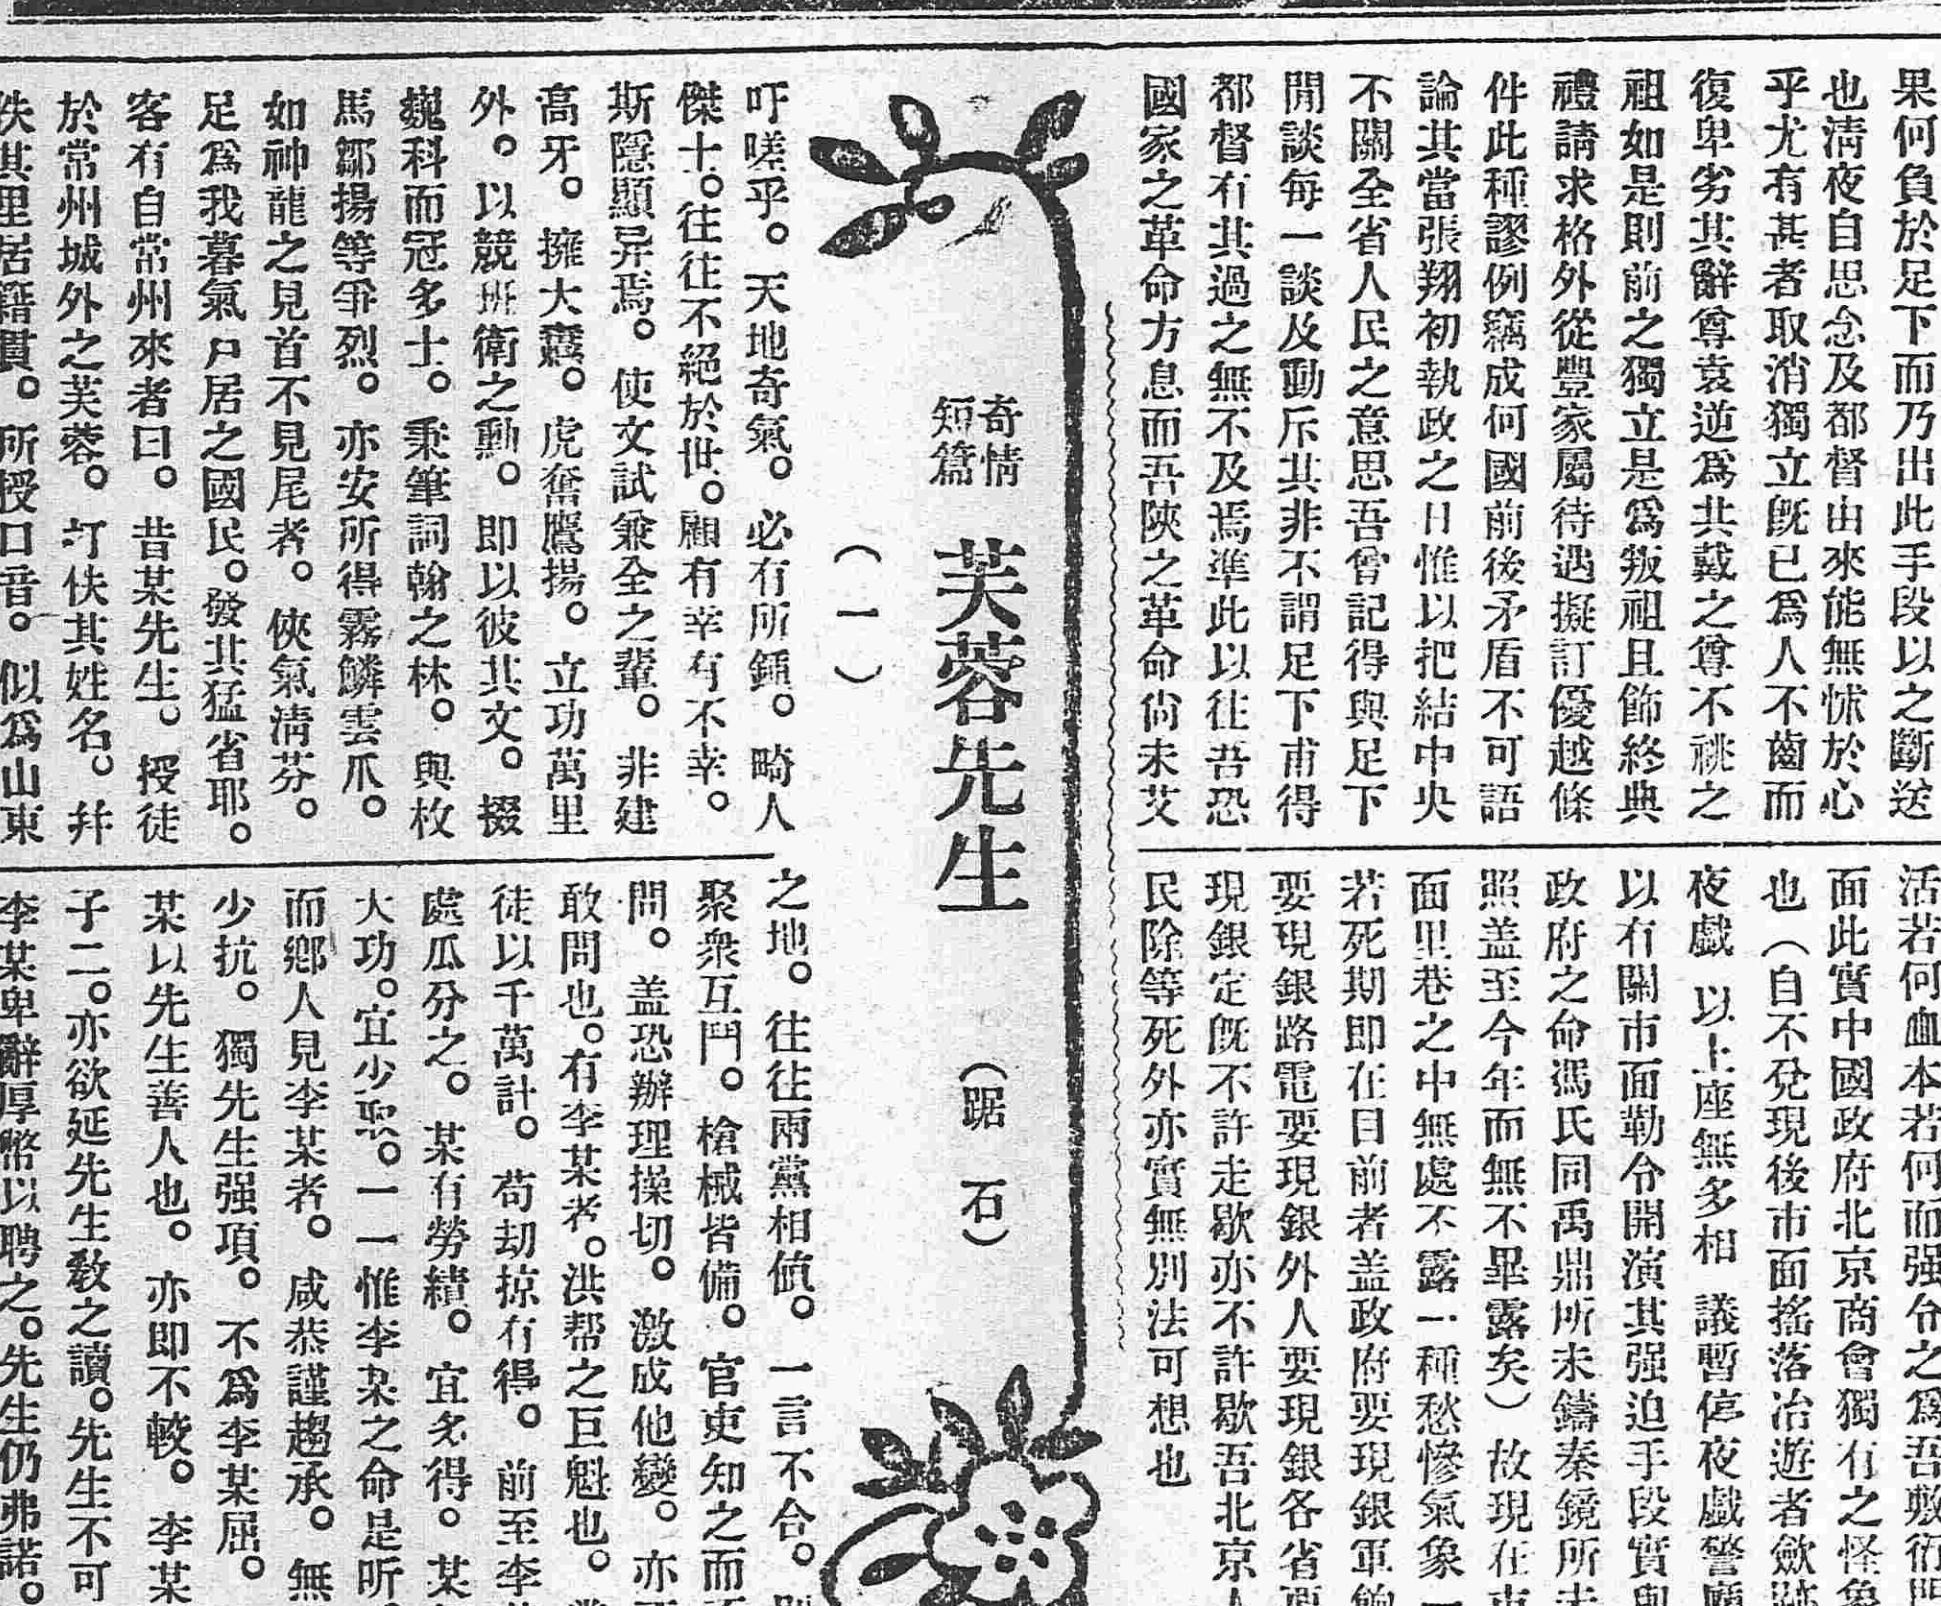 果何負於足下而乃出此手段以之斷送
也淸夜自思念及都督由來能無怵於心
乎尤有甚者取消獨立旣已爲人不齒而
復卑劣其辭尊袁逆爲共戴之尊不祧之
祖如是則前之獨立是爲叛祖且飾終典
禮請求格外從豐家屬待遇擬訂優越條
件此種謬例竊成何國前後矛盾不可語
論其當張翔初執政之日惟以把結中央
不關全省人民之意思吾曾記得與足下
閒談每一談及動斥其非不謂足下甫得
都督有其過之無不及焉準此以往吾恐
國家之革命方息而吾陝之革命尙未艾
活若何血本若何而强令之爲吾敷衍
面此實中國政府北京商會獨有之怪象
也（自不兌現後市面搖落冶遊者歛跡
夜戲 以上座無多相 議暫停夜戲警廳
以有關市面勒令開演其强迫手段實與
政府之命馮氏同禹鼎所未鑄秦鏡所未
照蓋至今年而無不畢露矣）故現在市
面里巷之中無處不露一種愁慘氣象一
若死期即在目前者蓋政府要現銀軍餉
要現銀路電要現銀外人要現銀各省要
現銀定旣不許走歇亦不許歇吾北京人
民除等死外亦實無別法可想也
奇情
短篇
芙蓉先生
（踞石）
（一）
吁嗟乎。天地奇氣。必有所鍾。畸人
傑士。往往不絕於世。顧有幸有不幸。
斯隱顯异焉。使文試兼全之輩。非建
高牙。擁大纛。虎奮鷹揚。立功萬里
外。以競班衛之勳。即以彼其文。掇
巍科而冠多士。秉筆詞翰之林。與枚
馬鄒揚等爭烈。亦安所得霧鱗雲爪。
如神龍之見首不見尾者。俠氣淸芬。
足爲我暮氣尸居之國民。發其猛省耶。
客有自常州來者曰。昔某先生。授徒
於常州城外之芙蓉。打佚其姓名。幷
佚其里居籍貫。所授口音。似爲山東
之地。往往兩黨相値。一言不合。則
聚衆互鬥。槍械皆備。官吏知之而不
問。蓋恐辦理操切。激成他變。亦不
敢問也。有李某者。洪帮之巨魁也。
徒以千萬計。苟劫掠有得。前至李
處瓜分之。某有勞績。宜多得。某
大功。宜少取。一一惟李某之命是听
而鄉人見李某者。咸恭謹趨承。無
少抗。獨先生强項。不爲李某屈。
某以先生善人也。亦即不較。李某
子二。亦欲延先生敎之讀。先生不可
李某卑辭厚幣以聘之。先生仍弗諾。